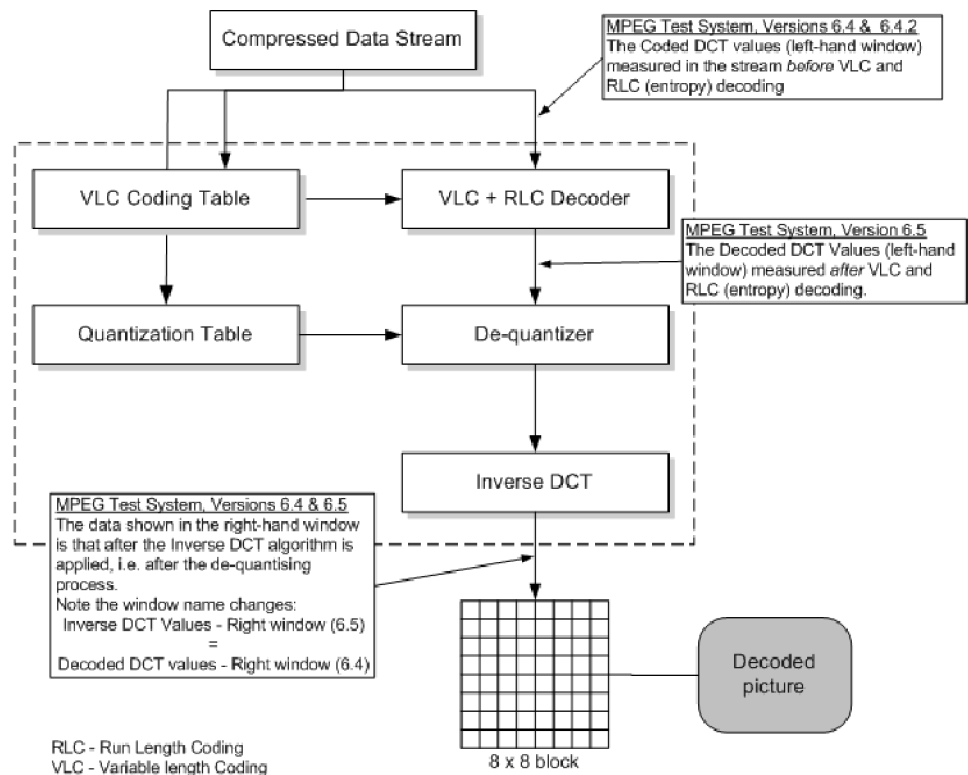 Compressed Data Stream
MPEG Test System, Versions 6.4 & 6.4.2
The Coded DCT values (left-hand window)
measured in the stream before VLC and
RLC (entropy) decoding
VLC Coding Table
VLC + RLC Decoder
MPEG Test System, Version 6.5
The Decoded DCT Values (left-hand
window) measured after VLC and
RLC (entropy) decoding.
Quantization Table
De-quantizer
Inverse DCT
MPEG Test System, Versions 6.4 & 6.5
The data shown in the right-hand window
is that after the Inverse DCT algorithm is
applied, i.e. after the de-quantising
process.
Note the window name changes:
Inverse DCT Values - Right window (6.5)
=
Decoded DCT values - Right window (6.4)
Decoded
picture
8 x 8 block
RLC - Run Length Coding
VLC - Variable length Coding